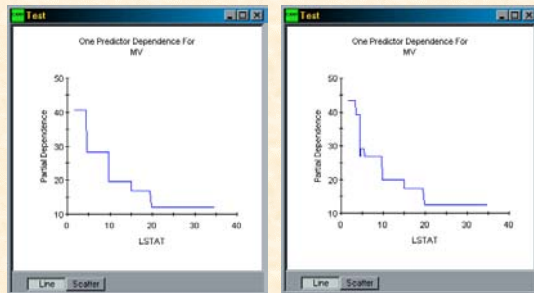 Test
One Predictor Dependence For
MV
50
40
30
20
10
Partial Dependence
0
10
20
30
40
LSTAT
Line
Scatter
Test
One Predictor Dependence For
MV
50
40
30
20
10
Partial Dependence
0
10
20
30
40
LSTAT
Line
Scatter